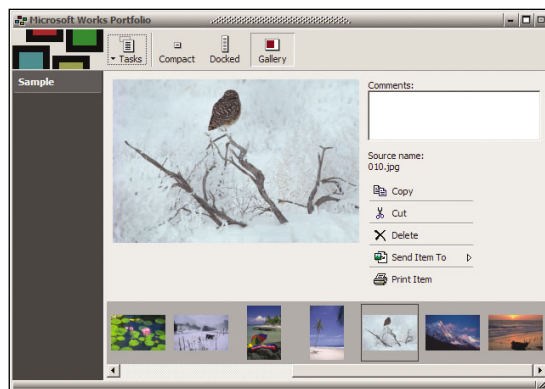 Microsoft Works Portfolio
Tasks
Compact
Docked
Gallery
Sample
Comments:
Source name:
010.jpg
Copy
Cut
Delete
Send Item To
Print Item